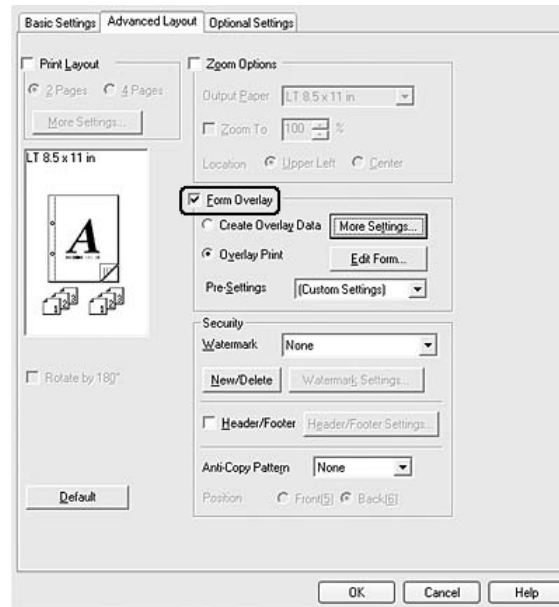 Basic Settings Advanced Layout Optional Settings
Print Layout
2 Pages 4 Pages
More Settings...
LT 8.5 x 11 in
A
Rotate by 180°
Default
Zoom Options
Output Paper LT 8.5 x 11 in
Zoom To 100 %
Location Upper Left Center
Form Overlay
Create Overlay Data More Settings...
Overlay Print Edit Form...
Pre-Settings (Custom Settings)
Security
Watermark None
New/Delete Watermark Settings...
Header/Footer Header/Footer Settings...
Anti-Copy Pattern None
Position Front(5) Back(6)
OK Cancel Help